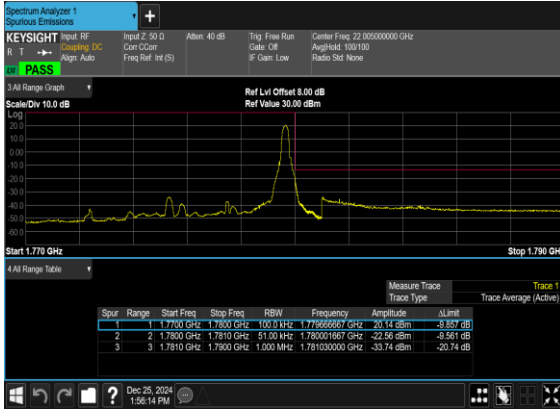 Spectrum Analyzer 1
Spurious Emissions
+
KEYSIGHT Input: RF Input Z: 50 Ω Atten: 40 dB Trig: Free Run Center Freq: 22.005000000 GHz
R T Coupling: DC Corr CCorr Gate: Off Avg|Hold: 100/100
Align: Auto Freq Ref: Int (S) IF Gain: Low Radio Std: None
PASS
3 All Range Graph
Ref Lvl Offset 8.00 dB
Scale/Div 10.0 dB Ref Value 30.00 dBm
Log
20.0
10.0
0.00
-10.0
-20.0
-30.0
-40.0
-50.0
-60.0
Start 1.770 GHz Stop 1.790 GH
4 All Range Table
Measure Trace Trace 1
Trace Type Trace Average (Active)
Spur Range Start Freq Stop Freq RBW Frequency Amplitude ΔLimit
1 1 1.7700 GHz 1.7800 GHz 100.0 kHz 1.779666667 GHz 20.14 dBm -9.857 dB
2 2 1.7800 GHz 1.7810 GHz 51.00 kHz 1.780001667 GHz -22.56 dBm -9.561 dB
3 3 1.7810 GHz 1.7900 GHz 1.000 MHz 1.781030000 GHz -33.74 dBm -20.74 dB
?
Dec 25, 2024
1:56:14 PM